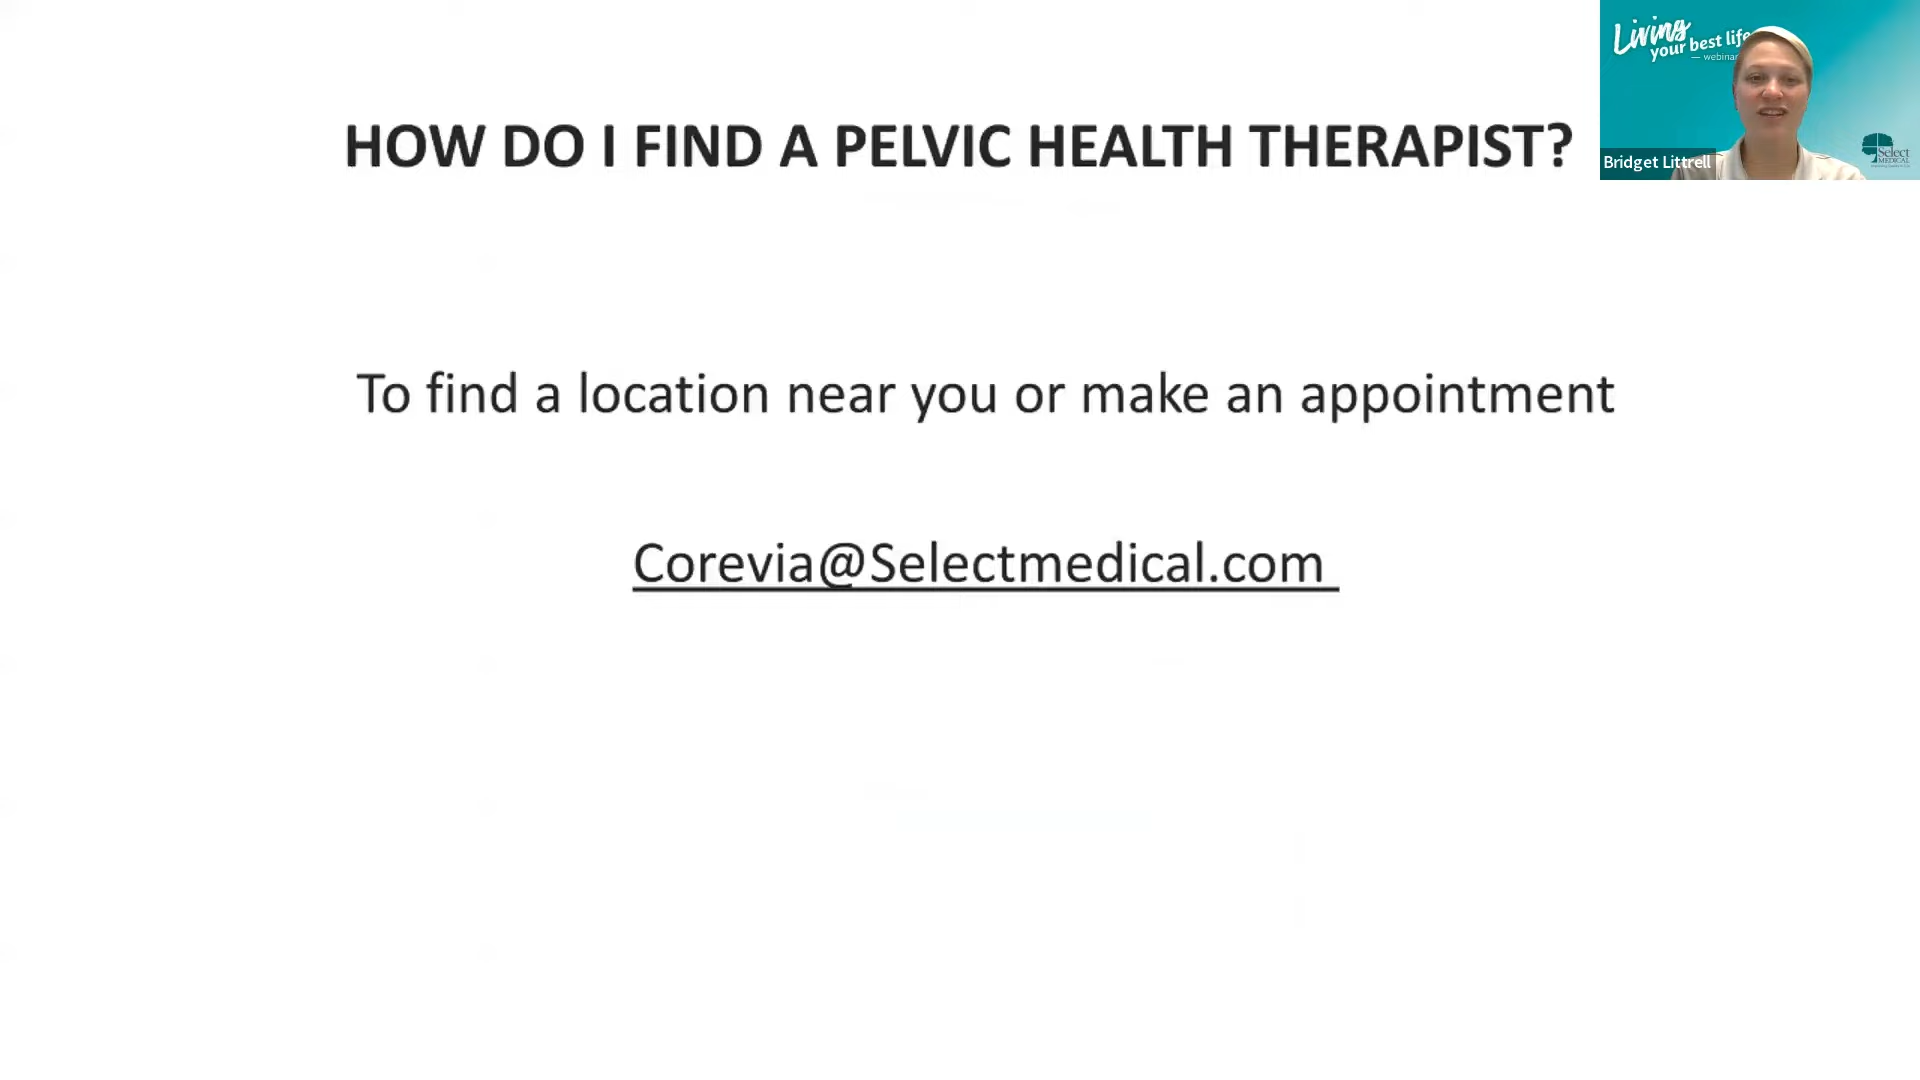 HOW DO I FIND A PELVIC HEALTH THERAPIST?
To find a location near you or make an appointment
Corevia@Selectmedical.com
Living
your best life
— webinar
Bridget Littrell
Select
MEDICAL